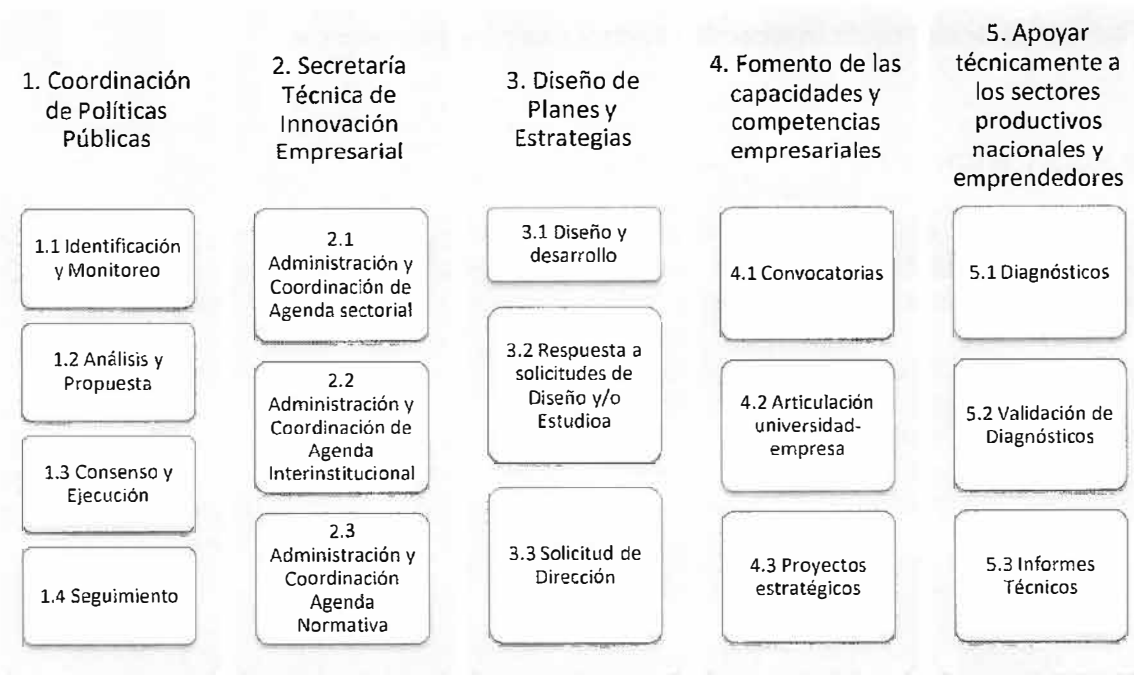 1. Coordinación
de Políticas
Públicas
1.1 Identificación
y Monitoreo
1.2 Análisis y
Propuesta
1.3 Consenso y
Ejecución
1.4 Seguimiento
2. Secretaría
Técnica de
Innovación
Empresarial
2.1
Administración y
Coordinación de
Agenda sectorial
2.2
Administración y
Coordinación de
Agenda
Interinstitucional
2.3
Administración y
Coordinación
Agenda
Normativa
3. Diseño de
Planes y
Estrategias
3.1 Diseño y
desarrollo
3.2 Respuesta a
solicitudes de
Diseño y/o
Estudioa
3.3 Solicitud de
Dirección
4. Fomento de las
capacidades y
competencias
empresariales
4.1 Convocatorias
4.2 Articulación
universidad-
empresa
4.3 Proyectos
estratégicos
5. Apoyar
técnicamente a
los sectores
productivos
nacionales y
emprendedores
5.1 Diagnósticos
5.2 Validación de
Diagnósticos
5.3 Informes
Técnicos